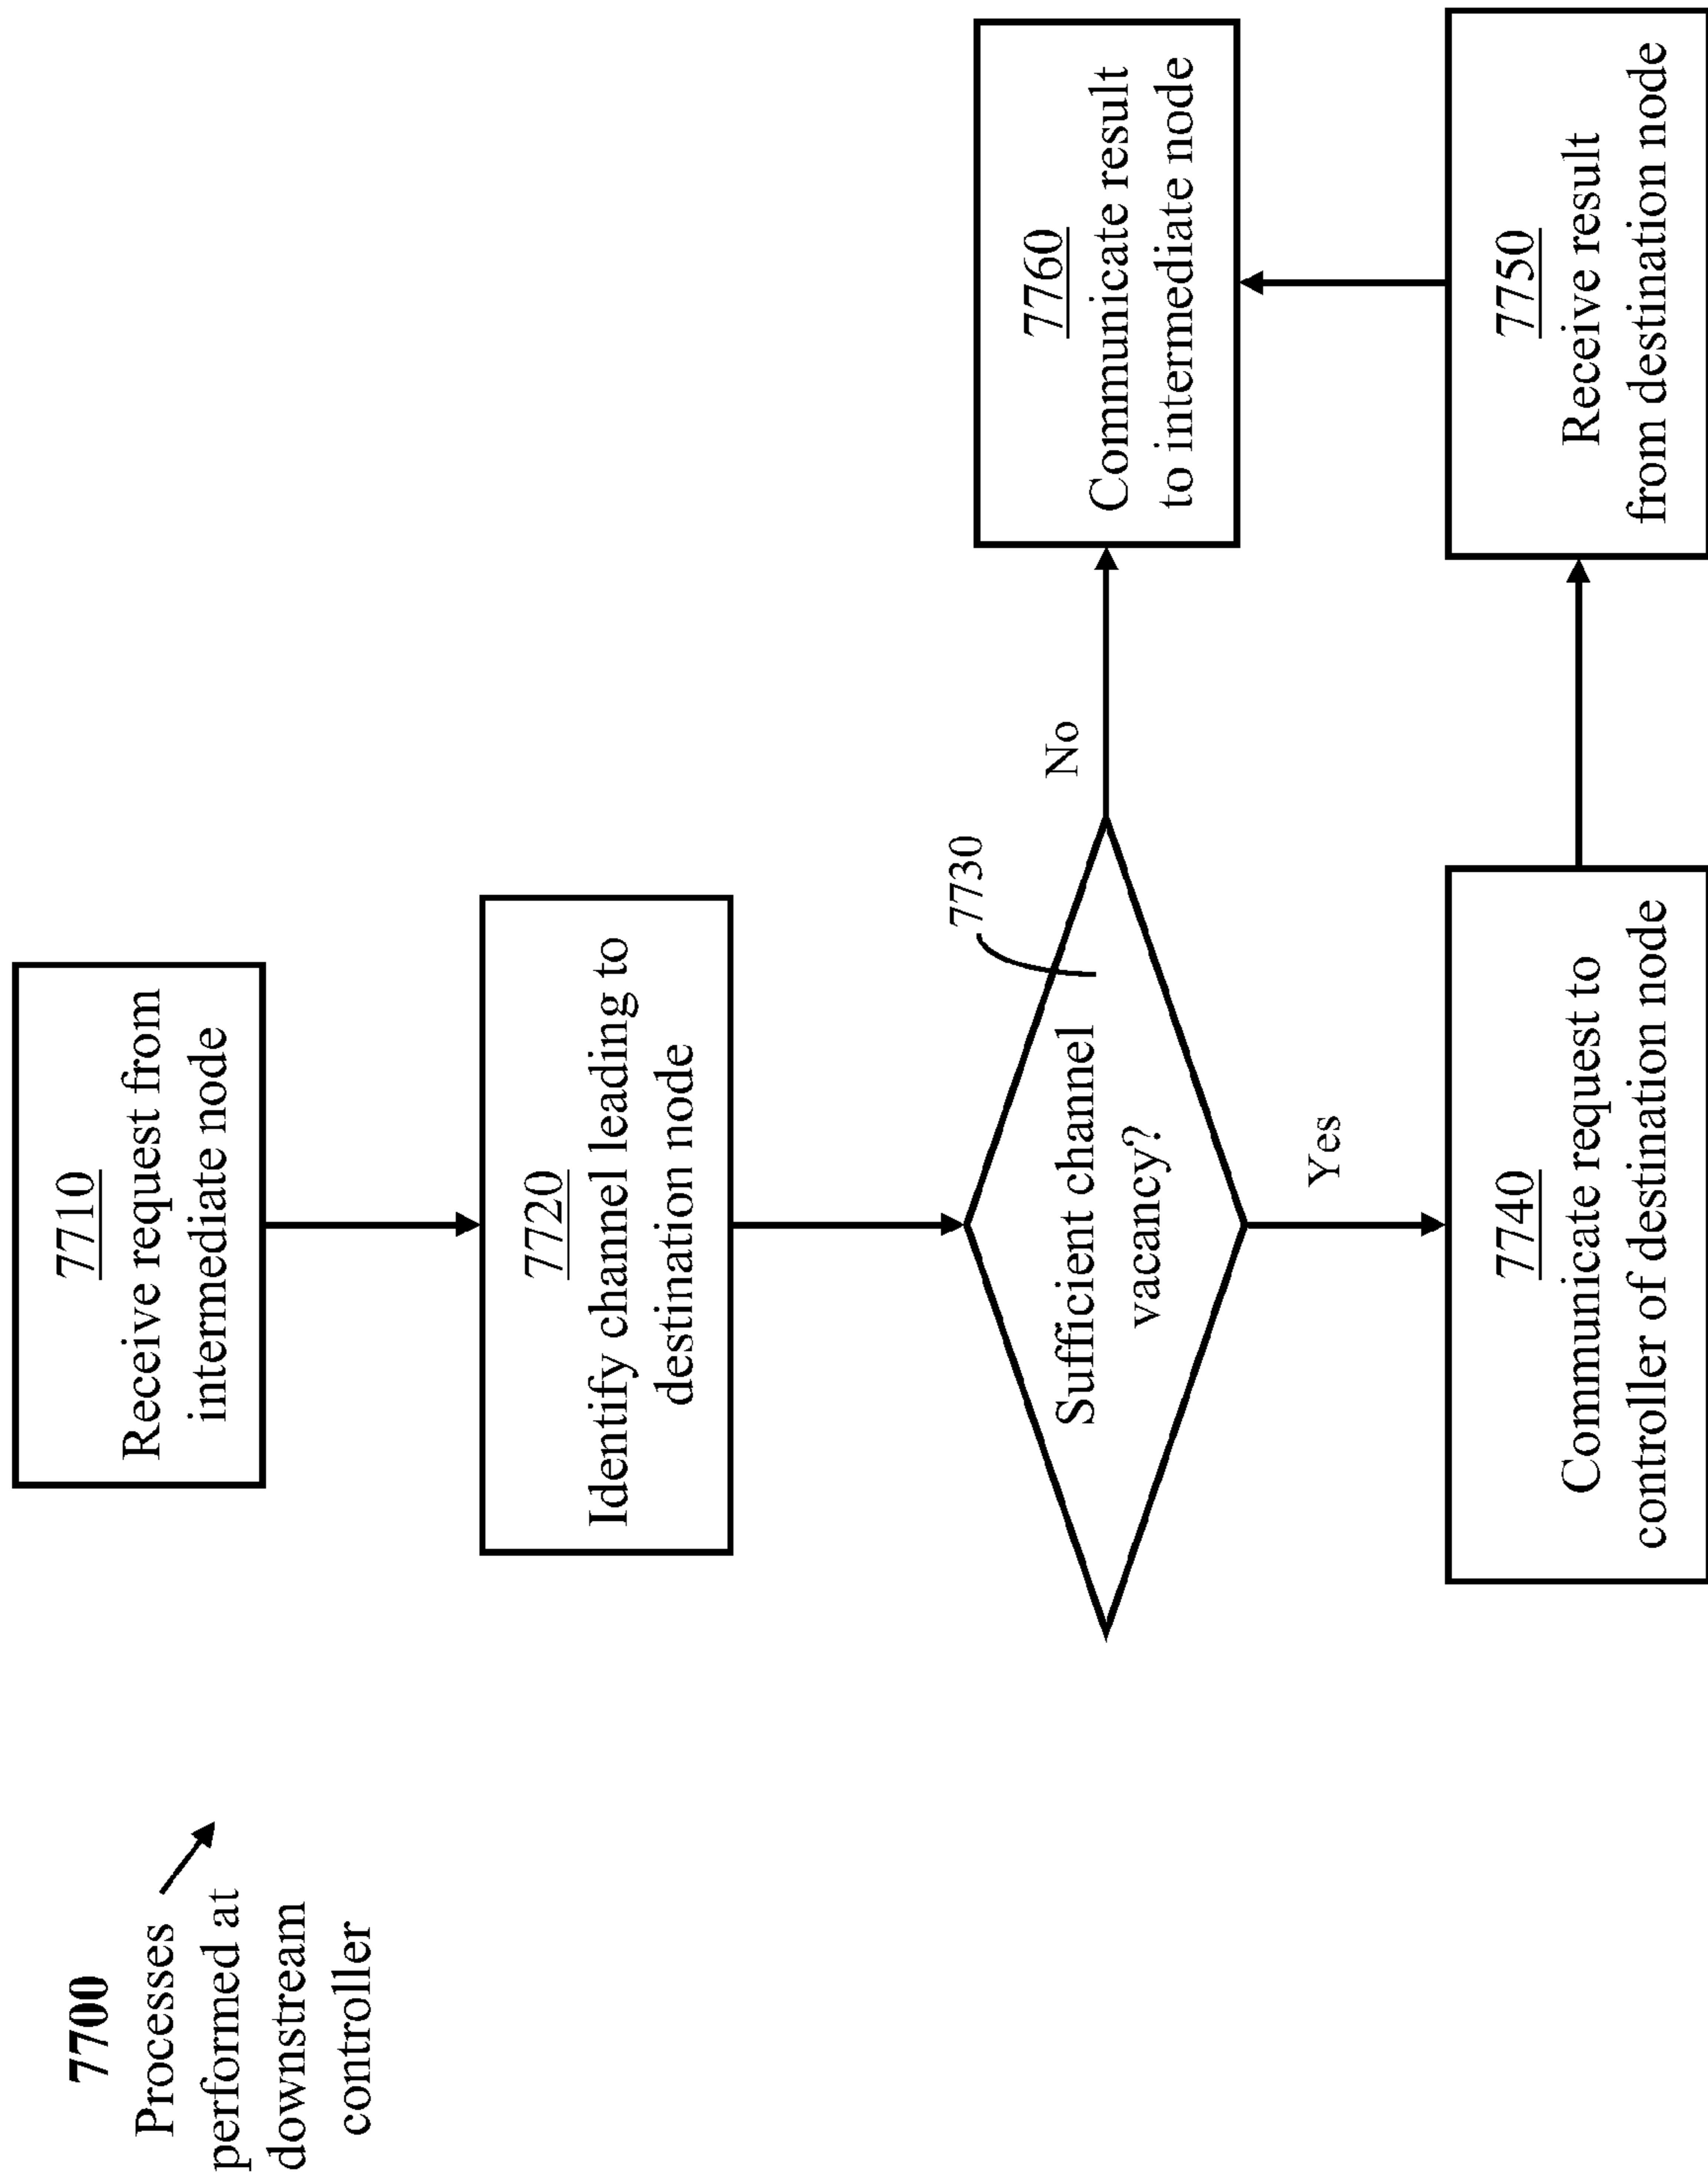 7700
Processes
performed at
downstream
controller
7710
Receive request from
intermediate node
7720
Identify channel leading to
destination node
7730
Sufficient channel
vacancy?
No
Yes
7740
Communicate request to
controller of destination node
7750
Receive result
from destination node
7760
Communicate result
to intermediate node